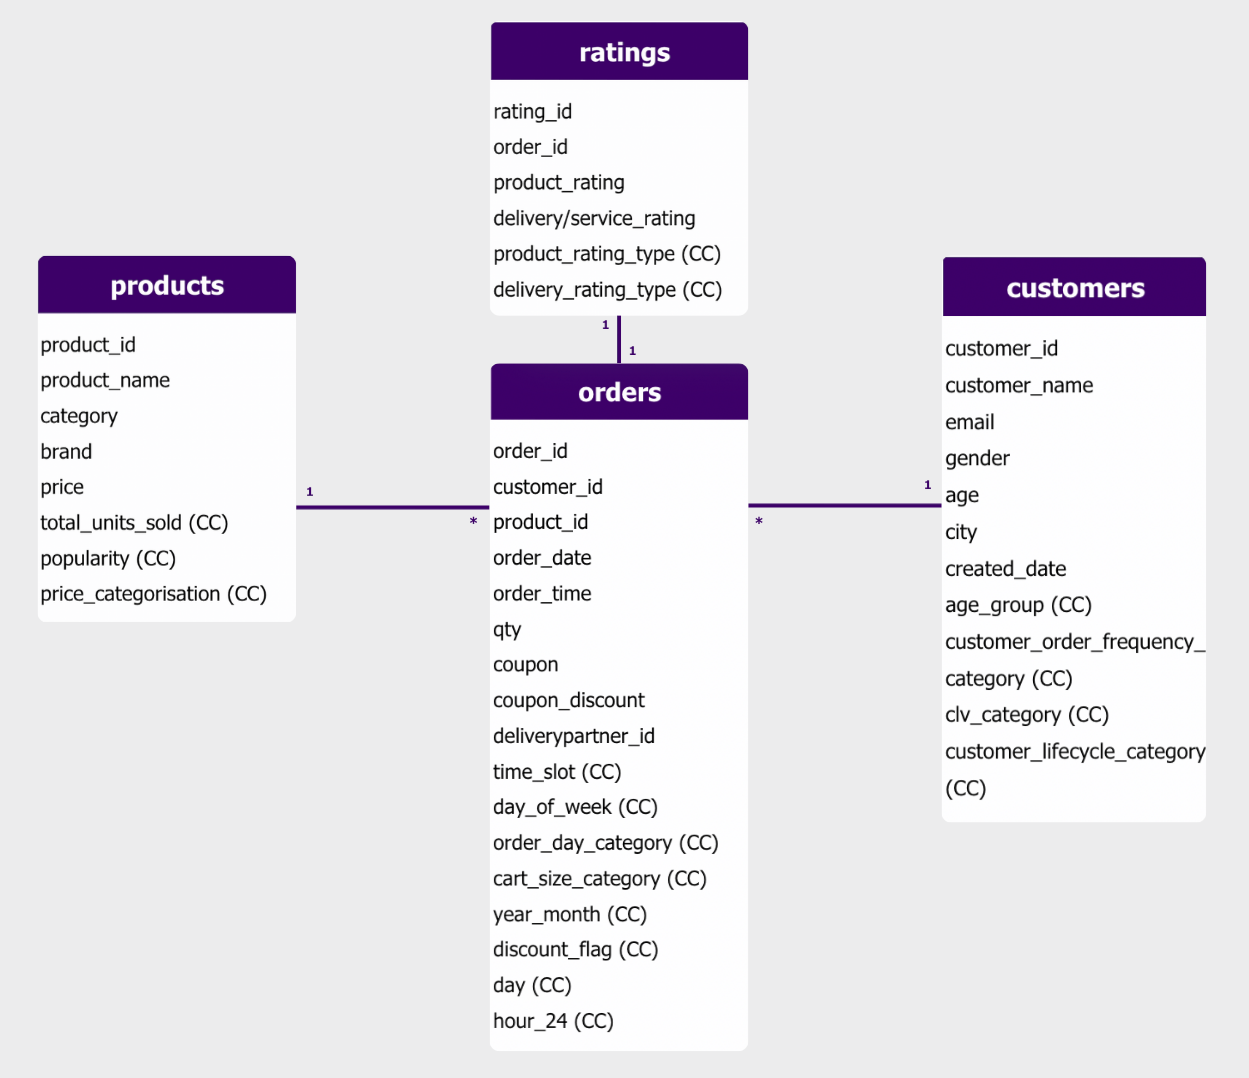 ratings
rating_id
order_id
product_rating
delivery/service_rating
product_rating_type (CC)
delivery_rating_type (CC)
products
product_id
product_name
category
brand
price
total_units_sold (CC)
popularity (CC)
price_categorisation (CC)
1
1
orders
order_id
customer_id
product_id
order_date
order_time
qty
coupon
coupon_discount
deliverypartner_id
time_slot (CC)
day_of_week (CC)
order_day_category (CC)
cart_size_category (CC)
year_month (CC)
discount_flag (CC)
day (CC)
hour_24 (CC)
1
*
1
*
customers
customer_id
customer_name
email
gender
age
city
created_date
age_group (CC)
customer_order_frequency_
category (CC)
clv_category (CC)
customer_lifecycle_category
(CC)